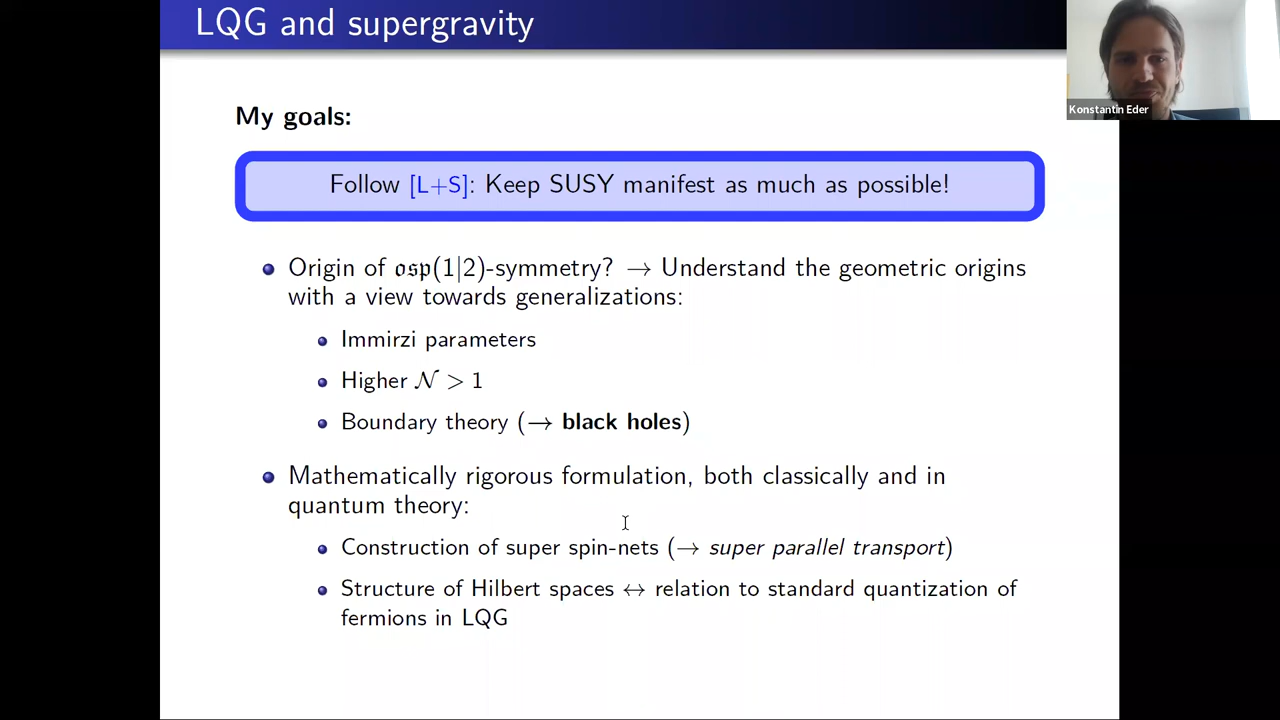 LQG and supergravity
Konstantin Eder
My goals:
Follow [L+S]: Keep SUSY manifest as much as possible!
Origin of 𝔬𝔰𝔭(1|2)-symmetry? → Understand the geometric origins
with a view towards generalizations:
Immirzi parameters
Higher 𝒩 > 1
Boundary theory (→ black holes)
Mathematically rigorous formulation, both classically and in
quantum theory:
Construction of super spin-nets (→ super parallel transport)
Structure of Hilbert spaces ↔ relation to standard quantization of
fermions in LQG